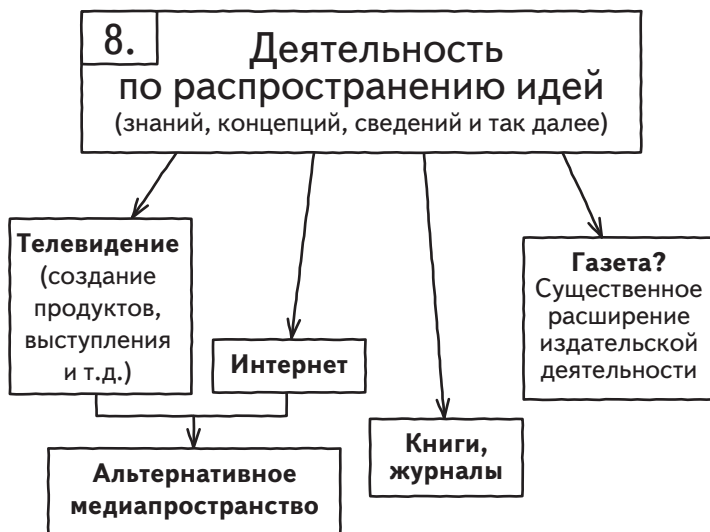 8.
Деятельность
по распространению идей
(знаний, концепций, сведений и так далее)
Телевидение
(создание
продуктов,
выступления
и т.д.)
Интернет
Газета?
Существенное
расширение
издательской
деятельности
Книги,
журналы
Альтернативное
медиапространство